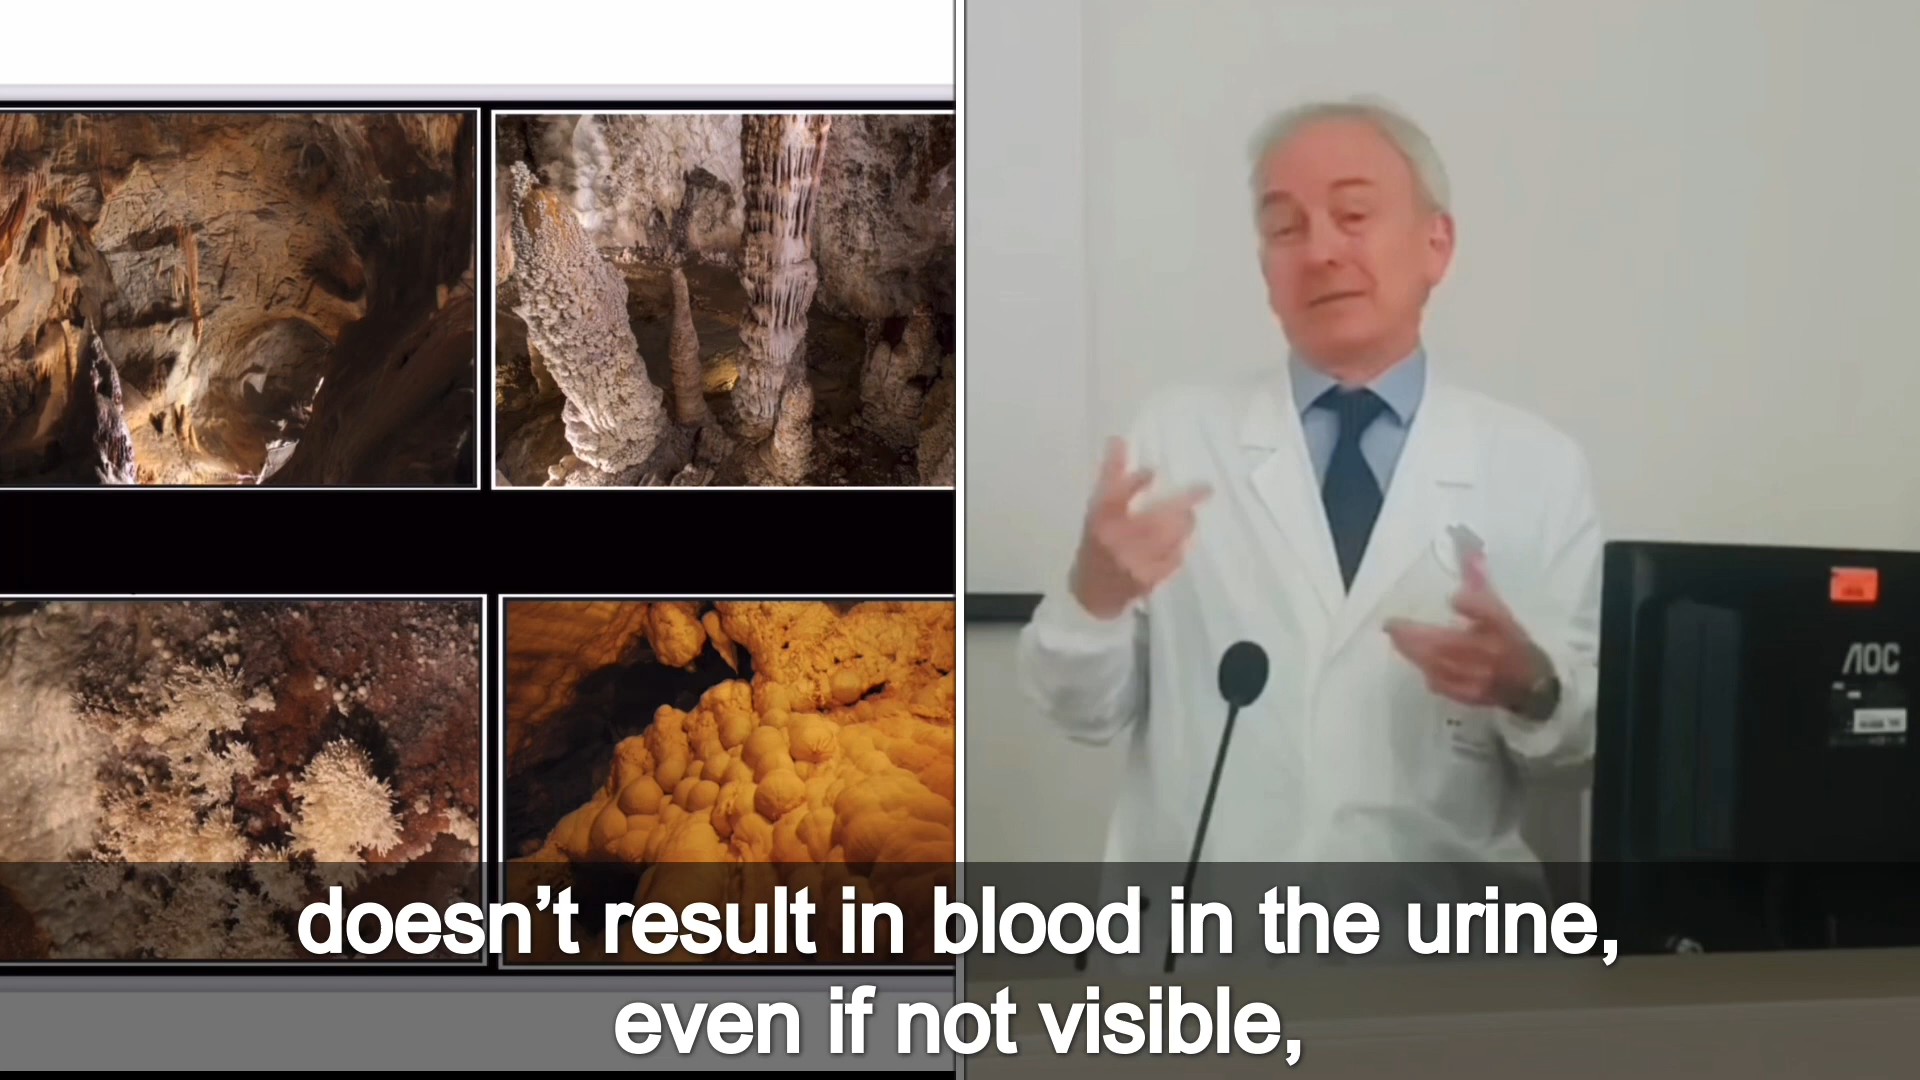 AOC
doesn’t result in blood in the urine,
even if not visible,